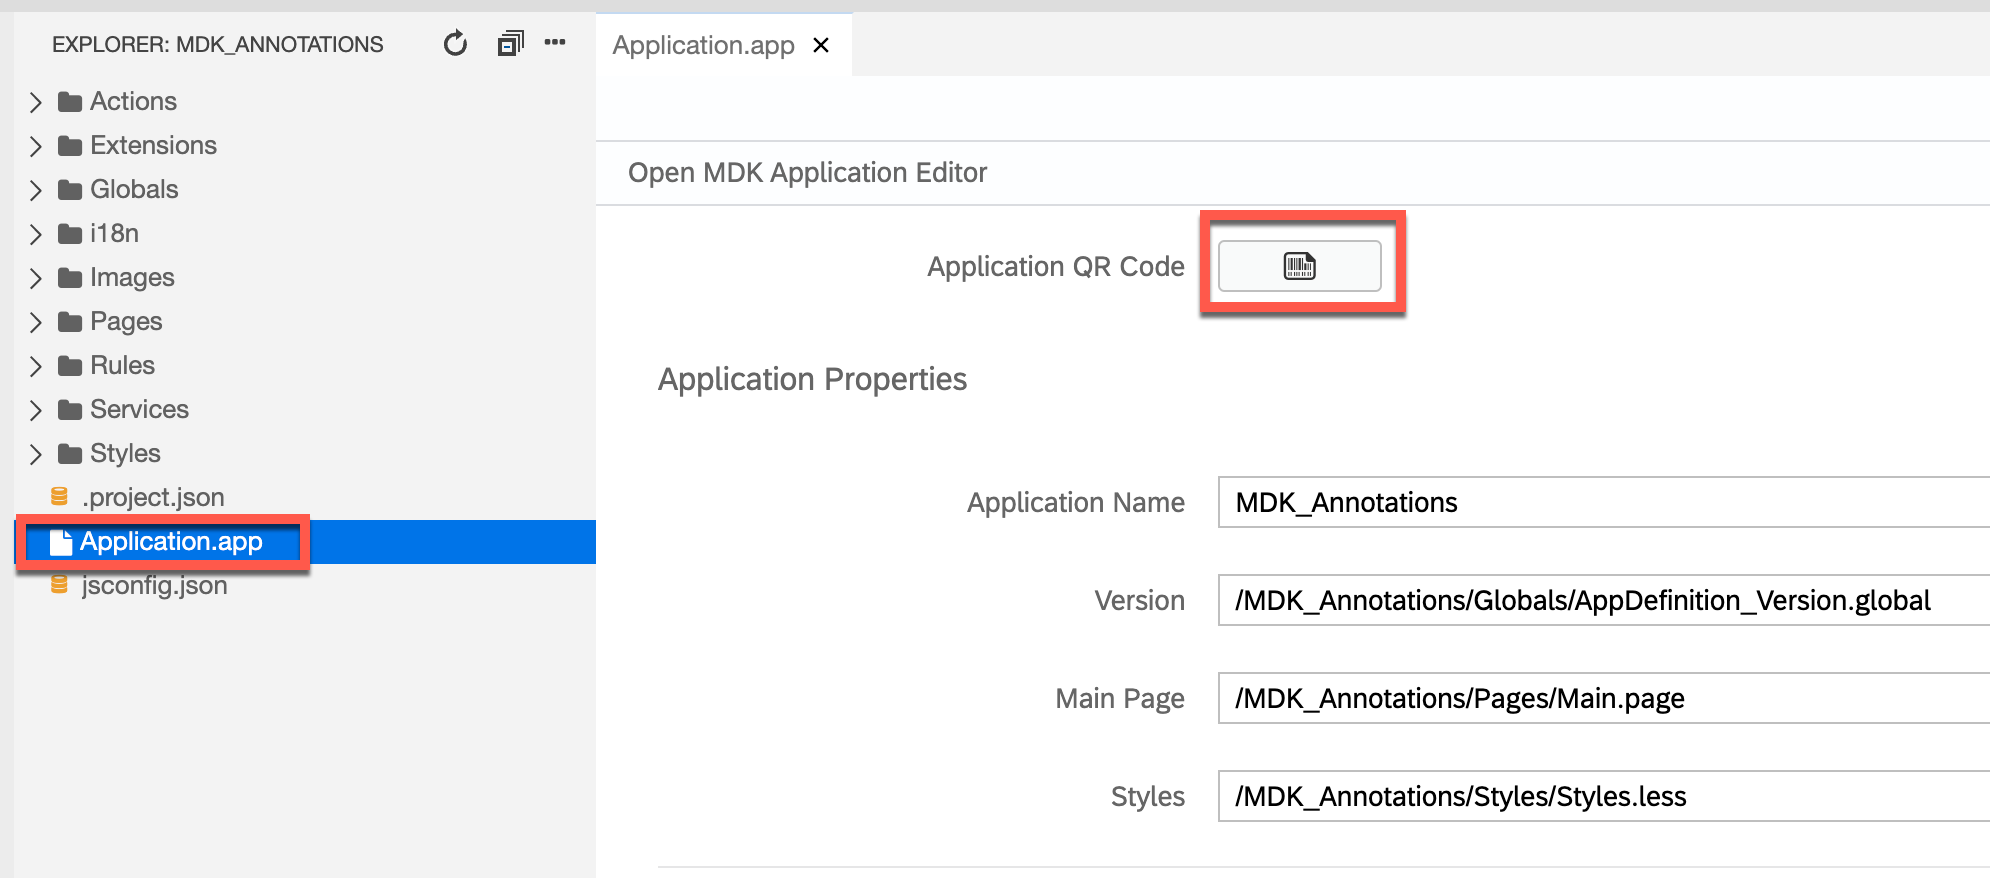 EXPLORER: MDK_ANNOTATIONS
Actions
Extensions
Globals
i18n
Images
Pages
Rules
Services
Styles
.project.json
Application.app
jsconfig.json
Application.app
Open MDK Application Editor
Application QR Code
Application Properties
Application Name MDK_Annotations
Version /MDK_Annotations/Globals/AppDefinition_Version.global
Main Page /MDK_Annotations/Pages/Main.page
Styles /MDK_Annotations/Styles/Styles.less